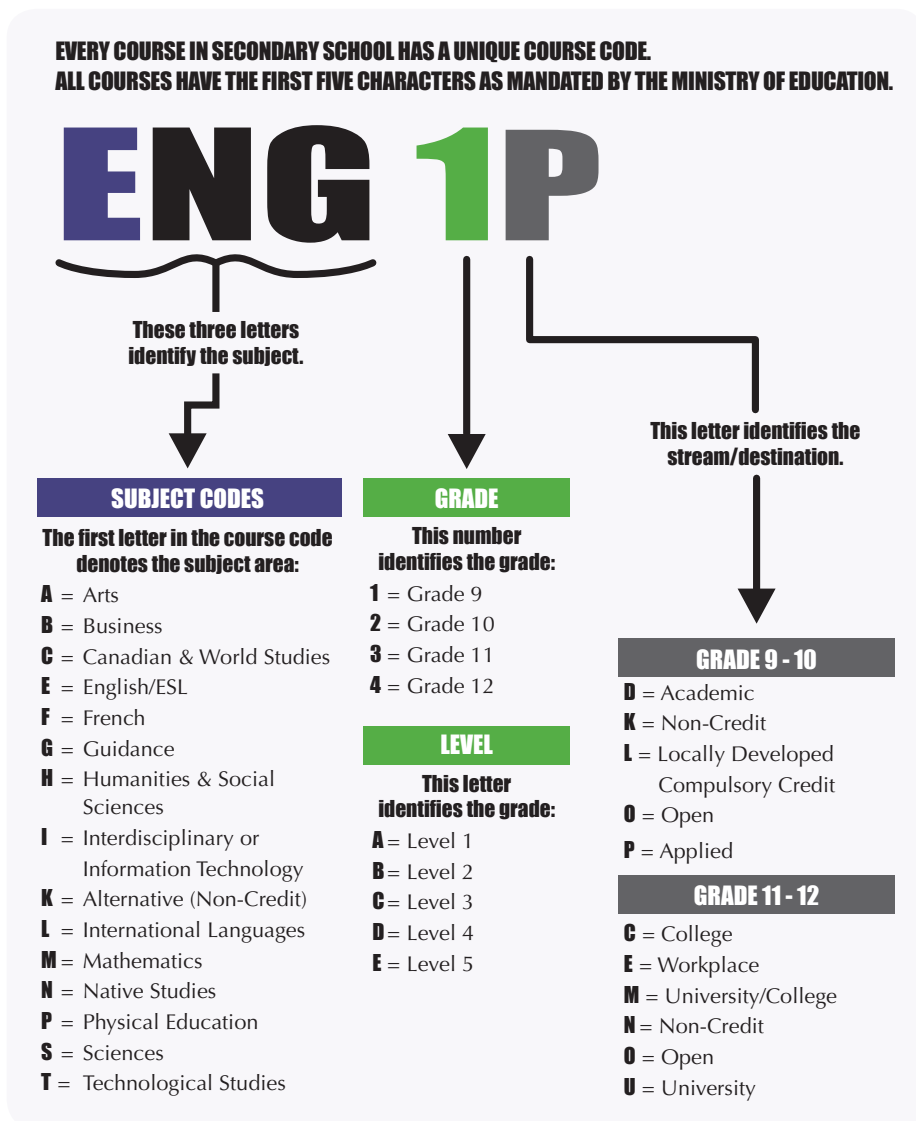 EVERY COURSE IN SECONDARY SCHOOL HAS A UNIQUE COURSE CODE.
ALL COURSES HAVE THE FIRST FIVE CHARACTERS AS MANDATED BY THE MINISTRY OF EDUCATION.
ENG 1P
These three letters
identify the subject.
This letter identifies the
stream/destination.
SUBJECT CODES
The first letter in the course code
denotes the subject area:
A = Arts
B = Business
C = Canadian & World Studies
E = English/ESL
F = French
G = Guidance
H = Humanities & Social
Sciences
I = Interdisciplinary or
Information Technology
K = Alternative (Non-Credit)
L = International Languages
M = Mathematics
N = Native Studies
P = Physical Education
S = Sciences
T = Technological Studies
GRADE
This number
identifies the grade:
1 = Grade 9
2 = Grade 10
3 = Grade 11
4 = Grade 12
LEVEL
This letter
identifies the grade:
A = Level 1
B = Level 2
C = Level 3
D = Level 4
E = Level 5
GRADE 9 - 10
D = Academic
K = Non-Credit
L = Locally Developed
Compulsory Credit
O = Open
P = Applied
GRADE 11 - 12
C = College
E = Workplace
M = University/College
N = Non-Credit
O = Open
U = University